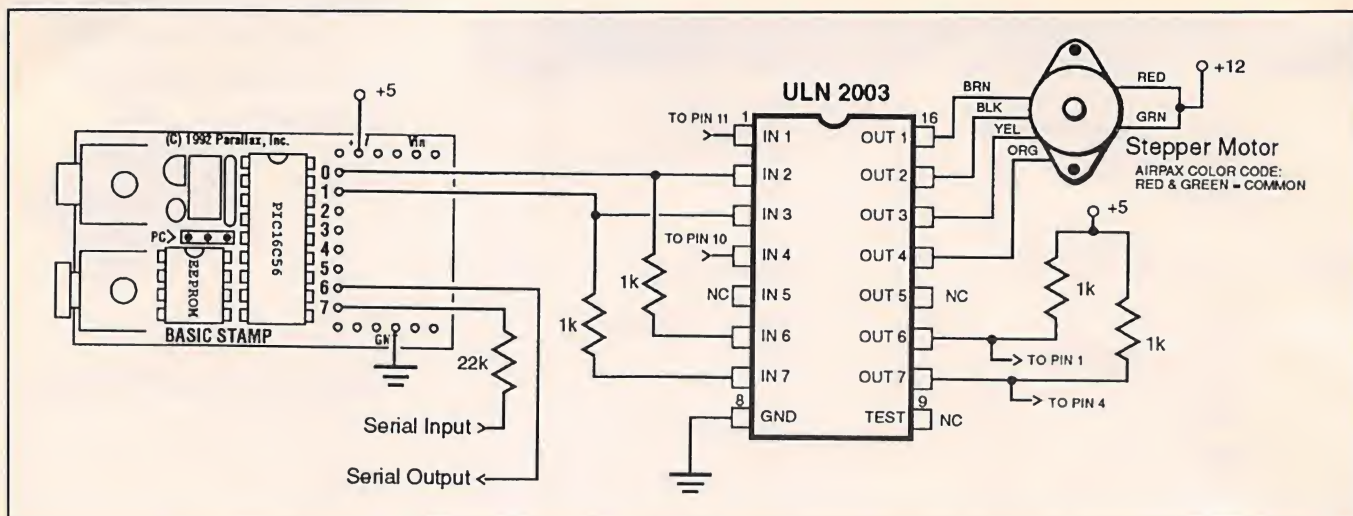 +5
(C) 1992 Parallax, Inc.
+
Vin
0
1
2
3
4
5
6
7
PC>
PIC16C56
EEPROM
BASIC STAMP
22k
Serial Input >
Serial Output <
1k
1k
ULN 2003
TO PIN 11
1
IN 1
IN 2
IN 3
TO PIN 10
IN 4
NC
IN 5
IN 6
IN 7
8
GND
16
OUT 1
OUT 2
OUT 3
OUT 4
OUT 5
NC
OUT 6
TO PIN 1
OUT 7
TO PIN 4
9
TEST
NC
BRN
BLK
YEL
ORG
RED
GRN
+12
Stepper Motor
AIRPAX COLOR CODE:
RED & GREEN = COMMON
+5
1k
1k